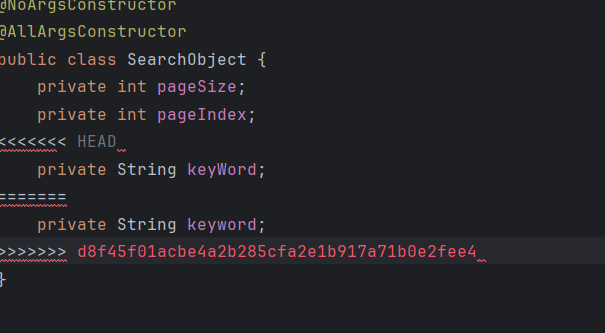 @NoArgsConstructor
@AllArgsConstructor
public class SearchObject {
    private int pageSize;
    private int pageIndex;
<<<<<<< HEAD
    private String keyWord;
=======
    private String keyword;
>>>>>>> d8f45f01acbe4a2b285cfa2e1b917a71b0e2fee4
}